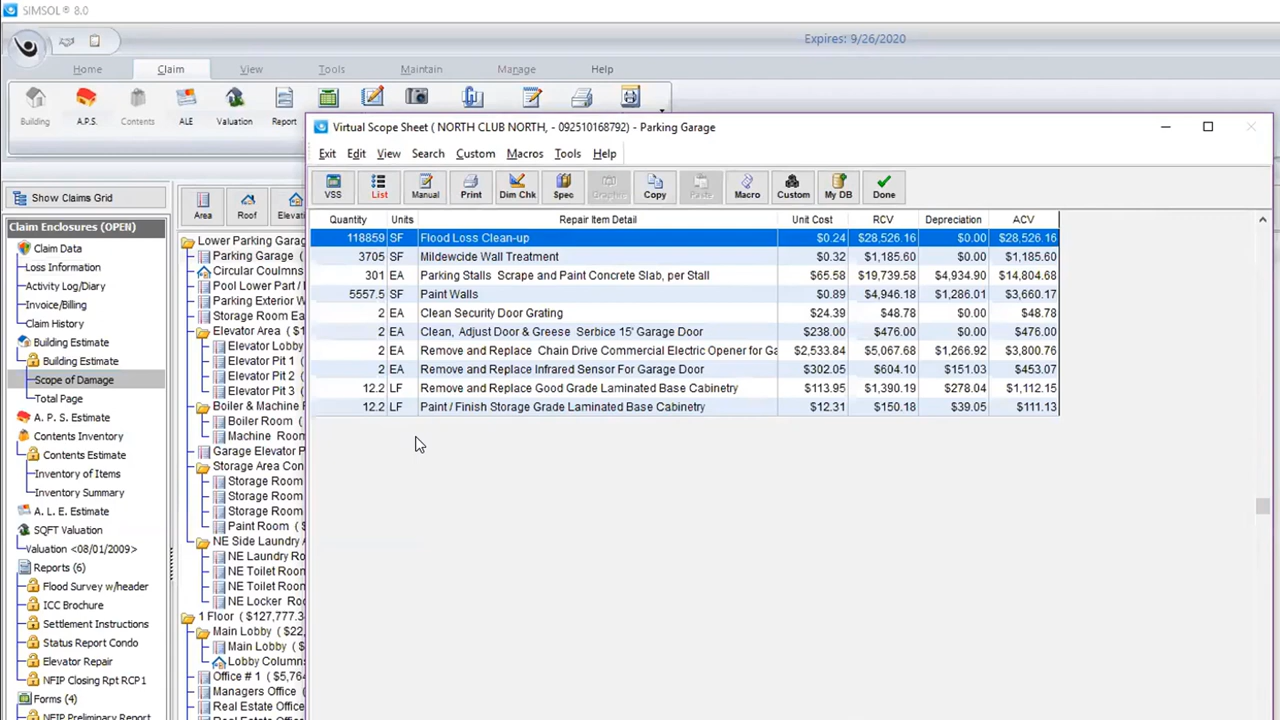 SIMSOL® 8.0
Expires: 9/26/2020
Home Claim View Tools Maintain Manage Help
Building A.P.S. Contents ALE Valuation Report
Virtual Scope Sheet ( NORTH CLUB NORTH, - 092510168792) - Parking Garage
Exit Edit View Search Custom Macros Tools Help
VSS List Manual Print Dim Chk Spec Copy Macro Custom My DB Done
Quantity Units Repair Item Detail Unit Cost RCV Depreciation ACV
118859 SF Flood Loss Clean-up $0.24 $28,526.16 $0.00 $28,526.16
3705 SF Mildewcide Wall Treatment $0.32 $1,185.60 $0.00 $1,185.60
301 EA Parking Stalls Scrape and Paint Concrete Slab, per Stall $65.58 $19,739.58 $4,934.90 $14,804.68
5557.5 SF Paint Walls $0.89 $4,946.18 $1,286.01 $3,660.17
2 EA Clean Security Door Grating $24.39 $48.78 $0.00 $48.78
2 EA Clean, Adjust Door & Greese Serbice 15' Garage Door $238.00 $476.00 $0.00 $476.00
2 EA Remove and Replace Chain Drive Commercial Electric Opener for Ga $2,533.84 $5,067.68 $1,266.92 $3,800.76
2 EA Remove and Replace Infrared Sensor For Garage Door $302.05 $604.10 $151.03 $453.07
12.2 LF Remove and Replace Good Grade Laminated Base Cabinetry $113.95 $1,390.19 $278.04 $1,112.15
12.2 LF Paint / Finish Storage Grade Laminated Base Cabinetry $12.31 $150.18 $39.05 $111.13
Show Claims Grid
Claim Enclosures (OPEN)
Claim Data
Loss Information
Activity Log/Diary
Invoice/Billing
Claim History
Building Estimate
Building Estimate
Scope of Damage
Total Page
A. P. S. Estimate
Contents Inventory
Contents Estimate
Inventory of Items
Inventory Summary
A. L. E. Estimate
SQFT Valuation
Valuation <08/01/2009>
Reports (6)
Flood Survey w/header
ICC Brochure
Settlement Instructions
Status Report Condo
Elevator Repair
NFIP Closing Rpt RCP1
Forms (4)
NFIP Preliminary Report
Area Roof Elevat
Lower Parking Garag
Parking Garage
Circular Coulmns
Pool Lower Part /
Parking Exterior W
Storage Room Ea
Elevator Area ( $1
Elevator Lobby
Elevator Pit 1
Elevator Pit 2
Elevator Pit 3
Boiler & Machine
Boiler Room (
Machine Room
Garage Elevator P
Storage Area Con
Storage Room
Storage Room
Storage Room
Paint Room (
NE Side Laundry
NE Laundry Ro
NE Toilet Room
NE Toilet Room
NE Locker Roo
1 Floor ( $127,777.3
Main Lobby ( $22,
Main Lobby (
Lobby Column
Office # 1 ( $5,764
Managers Office
Real Estate Office
Real Estate Offic